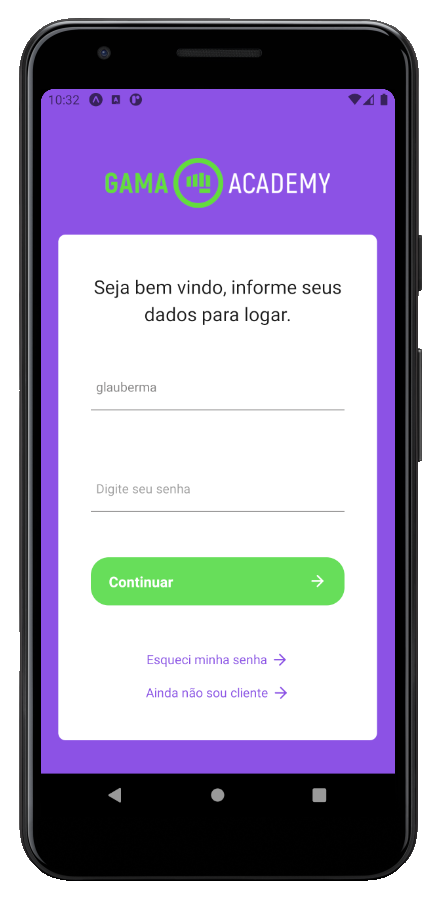 10:32
GAMA ACADEMY
Seja bem vindo, informe seus
dados para logar.
glauberma
Digite seu senha
Continuar
Esqueci minha senha
Ainda não sou cliente